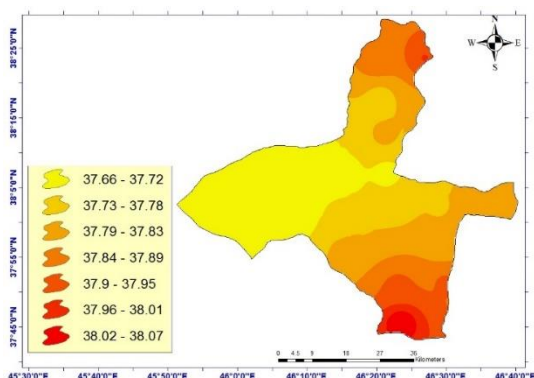 N
W E
S
38°25'0"N
38°15'0"N
38°5'0"N
37°55'0"N
37°45'0"N
37.66 - 37.72
37.73 - 37.78
37.79 - 37.83
37.84 - 37.89
37.9 - 37.95
37.96 - 38.01
38.02 - 38.07
0 4.5 9 18 27 36
Kilometers
45°30'0"E 45°40'0"E 45°50'0"E 46°0'0"E 46°10'0"E 46°20'0"E 46°30'0"E 46°40'0"E